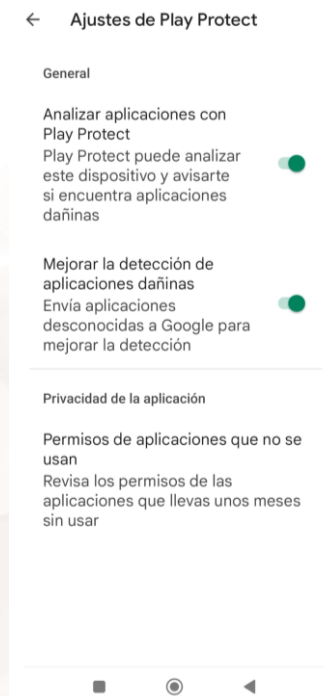 Ajustes de Play Protect
General
Analizar aplicaciones con
Play Protect
Play Protect puede analizar
este dispositivo y avisarte
si encuentra aplicaciones
dañinas
Mejorar la detección de
aplicaciones dañinas
Envía aplicaciones
desconocidas a Google para
mejorar la detección
Privacidad de la aplicación
Permisos de aplicaciones que no se
usan
Revisa los permisos de las
aplicaciones que llevas unos meses
sin usar